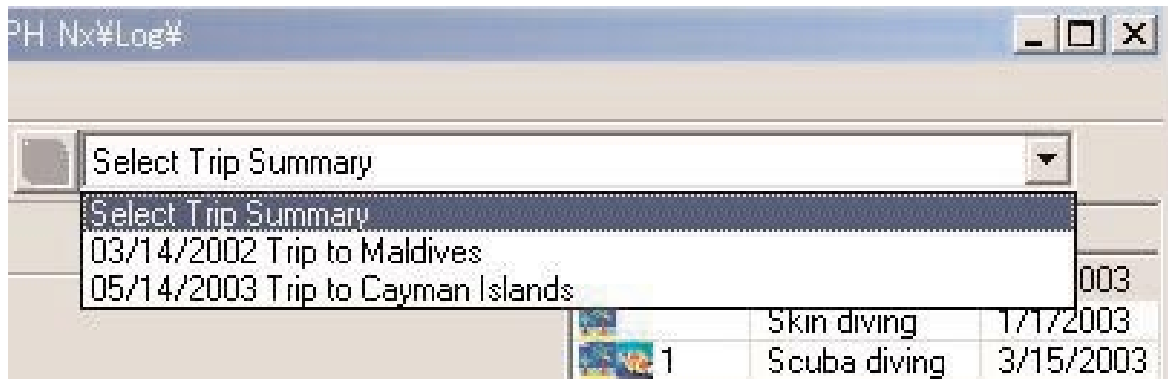 PH Nx¥Log¥
Select Trip Summary
Select Trip Summary
03/14/2002 Trip to Maldives
05/14/2003 Trip to Cayman Islands
003
Skin diving 1/1/2003
1 Scuba diving 3/15/2003